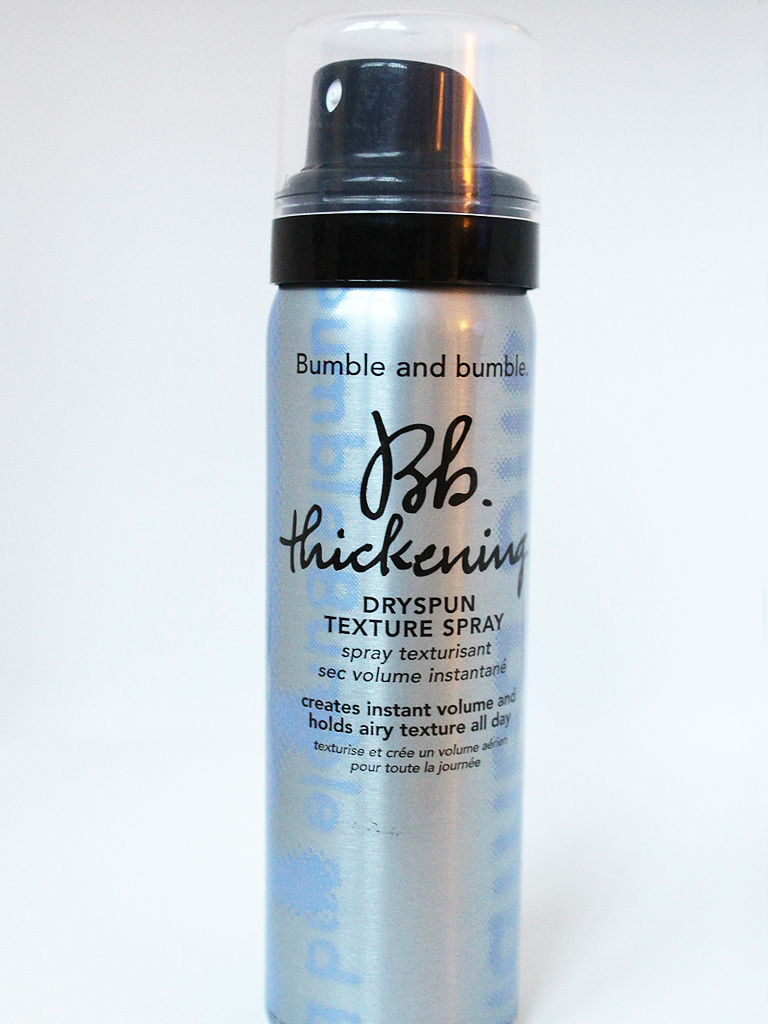 Bumble and bumble.
Bb.
thickening
DRYSPUN
TEXTURE SPRAY
spray texturisant
sec volume instantané
creates instant volume and
holds airy texture all day
texturise et crée un volume aérien
pour toute la journée